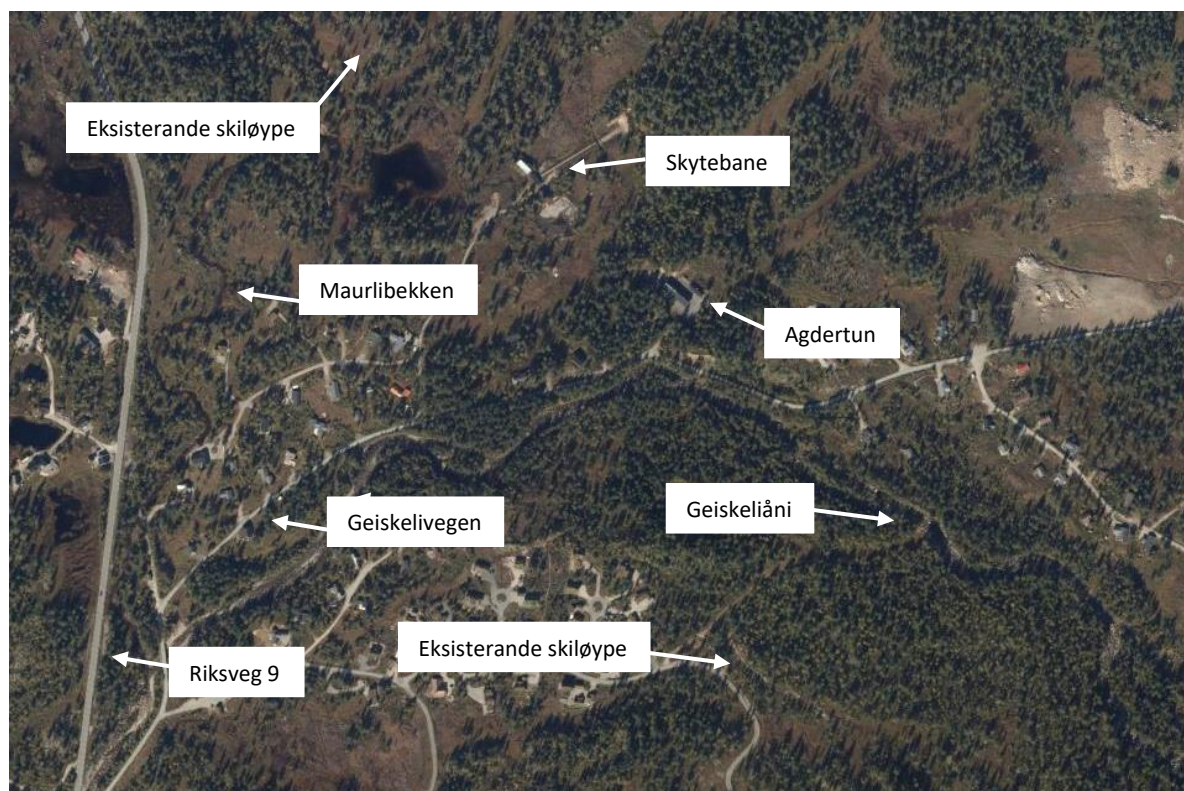 Eksisterande skiløype
Skytebane
Maurlibekken
Agdertun
Geiskelivegen
Geiskeliåni
Eksisterande skiløype
Riksveg 9